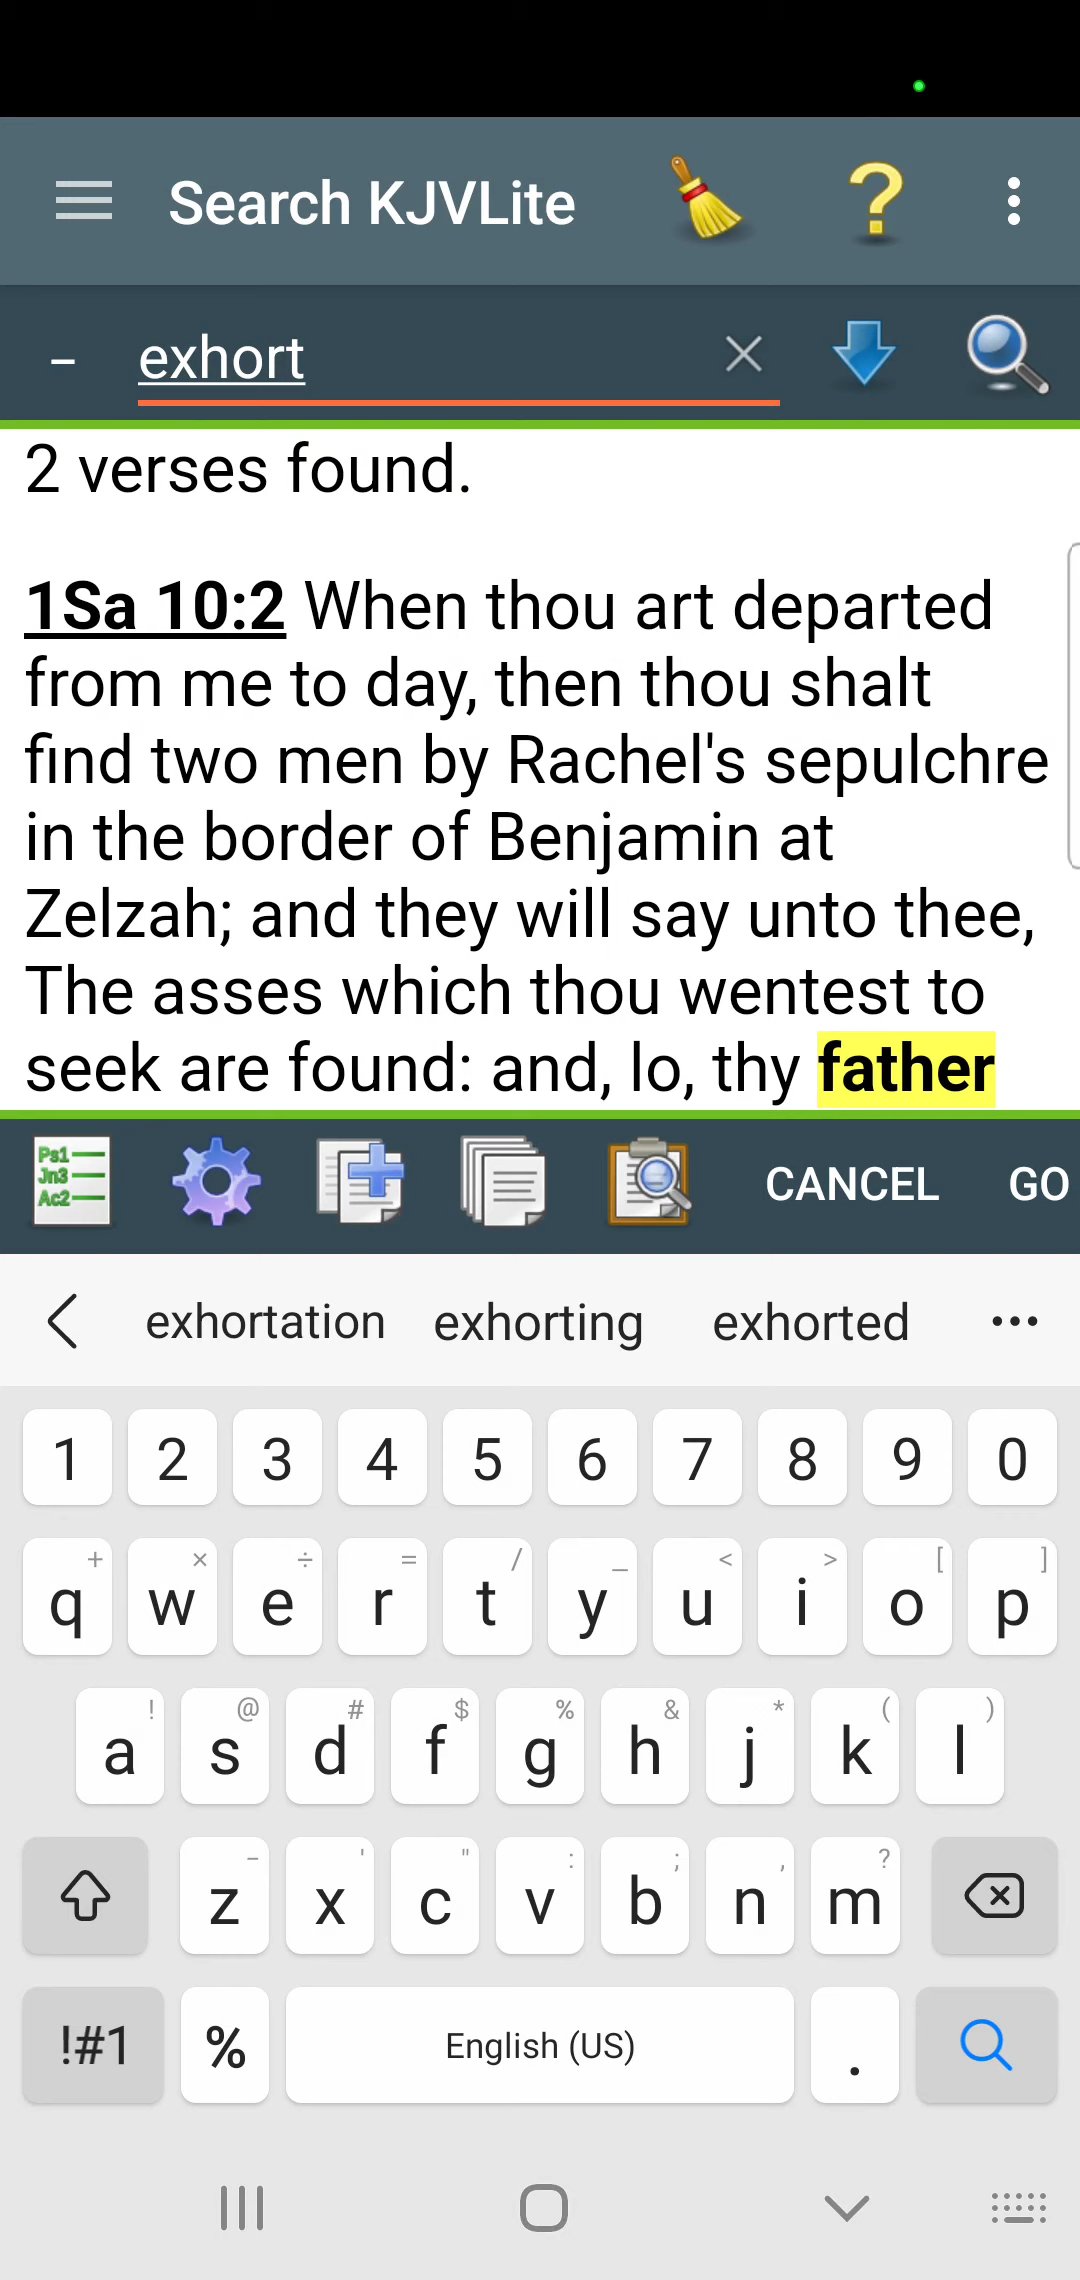 Search KJVLite
– exhort
2 verses found.
1Sa 10:2 When thou art departed
from me to day, then thou shalt
find two men by Rachel's sepulchre
in the border of Benjamin at
Zelzah; and they will say unto thee,
The asses which thou wentest to
seek are found: and, lo, thy father
Ps1
Jn3
Ac2
CANCEL GO
exhortation exhorting exhorted ...
1 2 3 4 5 6 7 8 9 0
+ × ÷ = / _ < > [ ]
q w e r t y u i o p
! @ # $ % & * ( )
a s d f g h j k l
- ' " : ; , ?
z x c v b n m
!#1 % English (US) .